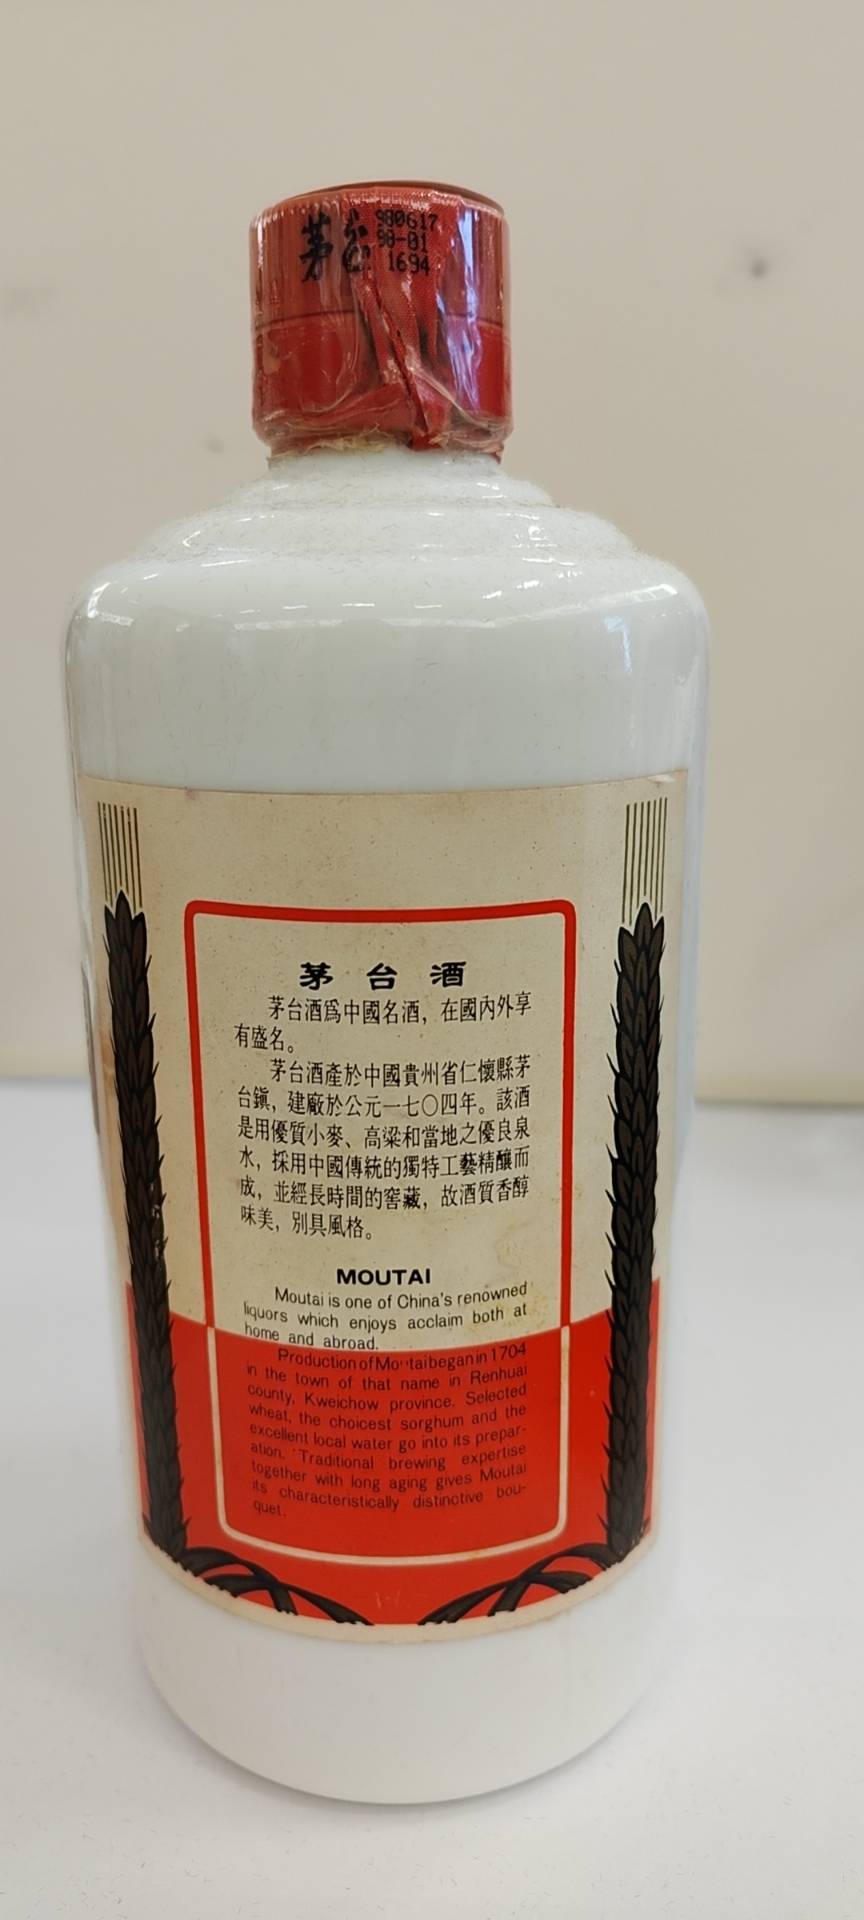 茅台
980617
98-01
1694
茅台酒
茅台酒爲中國名酒，在國內外享
有盛名。
茅台酒產於中國貴州省仁懷縣茅
台鎭，建廠於公元一七〇四年。該酒
是用優質小麥、高粱和當地之優良泉
水，採用中國傳統的獨特工藝精釀而
成，並經長時間的窖藏，故酒質香醇
味美，別具風格。
MOUTAI
Moutai is one of China's renowned
liquors which enjoys acclaim both at
home and abroad.
Production of Moutai began in 1704
in the town of that name in Renhuai
county, Kweichow province. Selected
wheat, the choicest sorghum and the
excellent local water go into its prepar-
ation. Traditional brewing expertise
together with long aging gives Moutai
its characteristically distinctive bou-
quet.